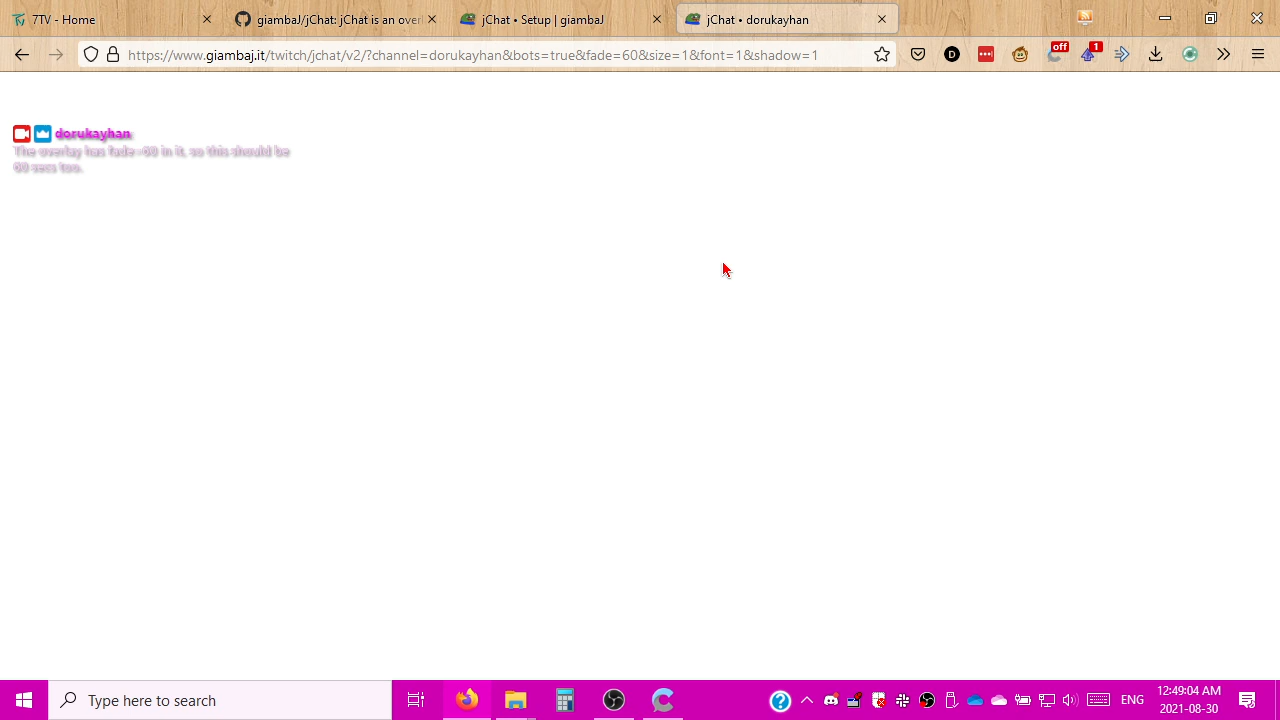 7TV - Home
giambaJ/jChat: jChat is an over
jChat • Setup | giambaJ
jChat • dorukayhan
https://www.giambaj.it/twitch/jchat/v2/?channel=dorukayhan&bots=true&fade=60&size=1&font=1&shadow=1
D
off
1
dorukayhan
The overlay has fade=60 in it, so this should be
60 secs too.
Type here to search
ENG
12:49:04 AM
2021-08-30